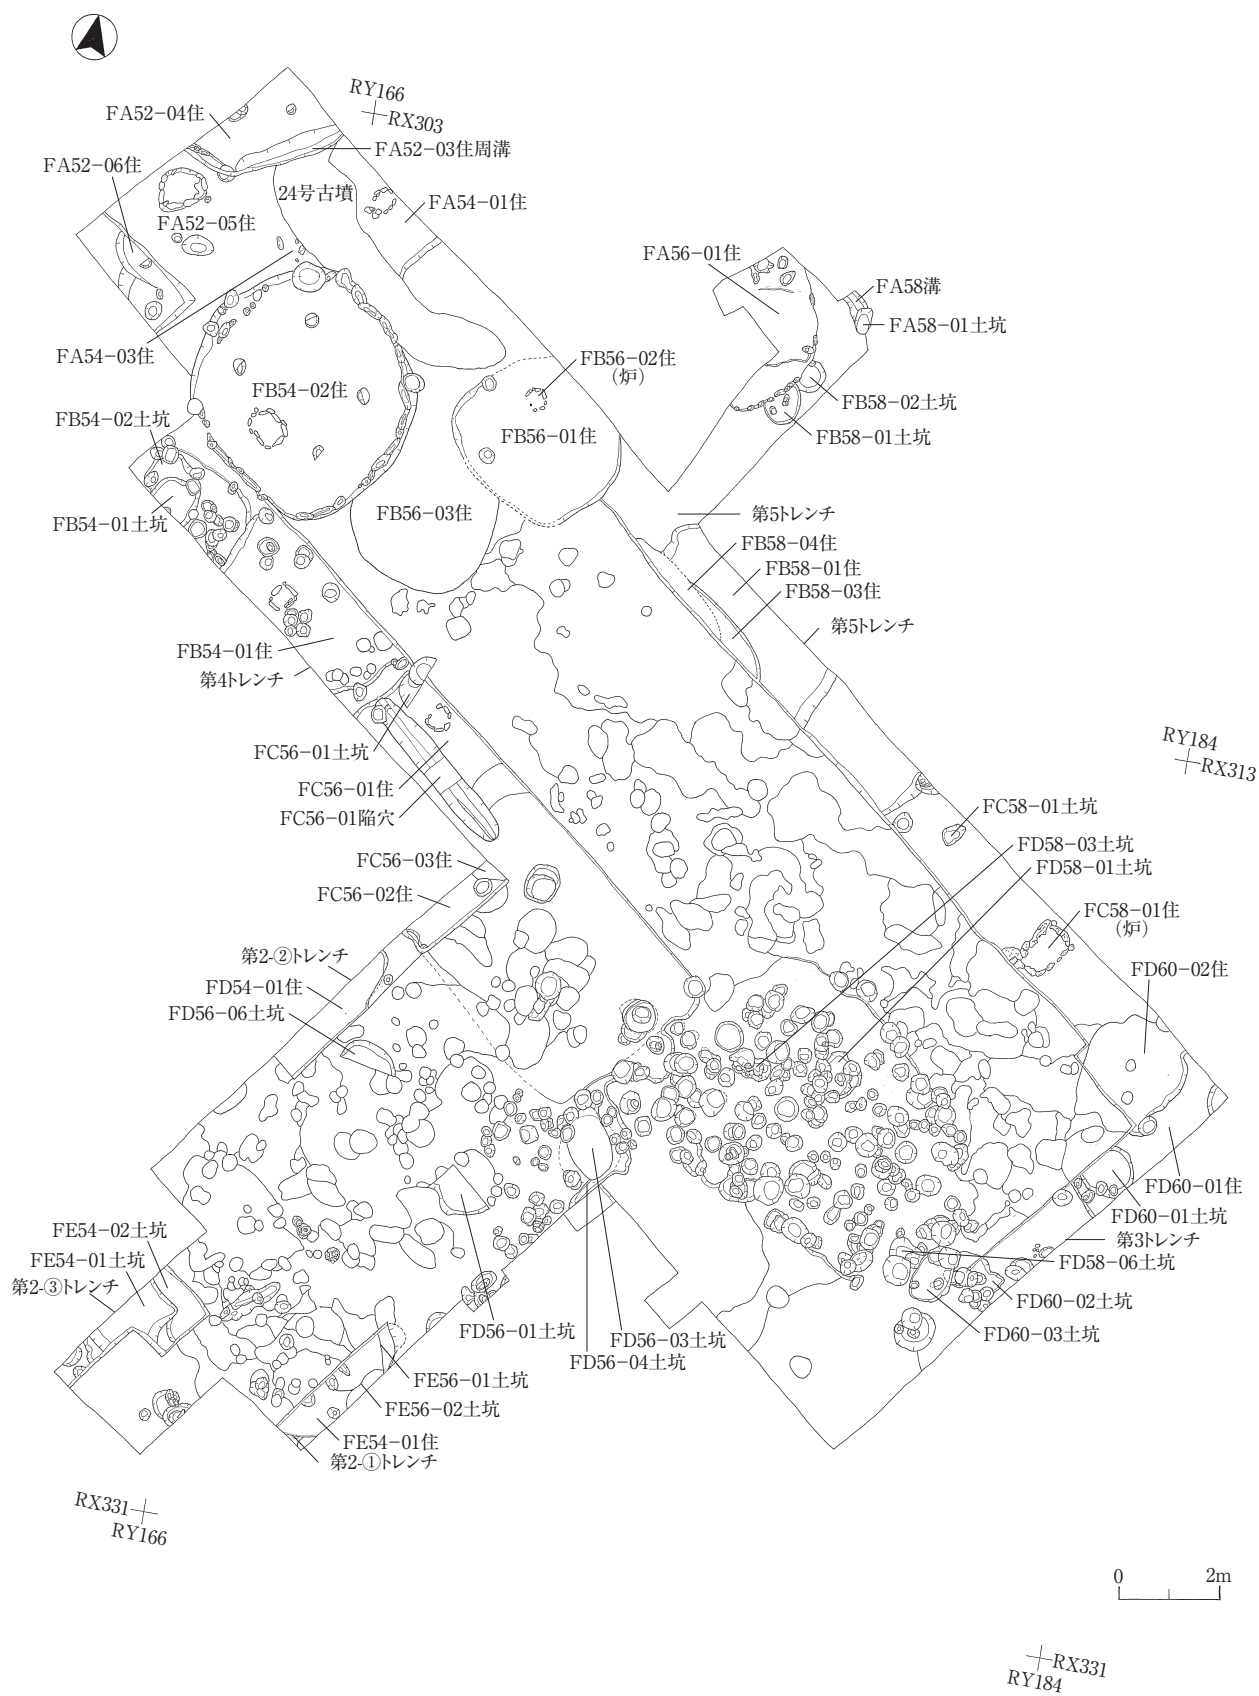 RY166
RX303
FA52-04住
FA52-03住周溝
FA52-06住
24号古墳
FA54-01住
FA52-05住
FA56-01住
FA58溝
FA58-01土坑
FA54-03住
FB56-02住
(炉)
FB54-02住
FB58-02土坑
FB54-02土坑
FB56-01住
FB58-01土坑
FB54-01土坑
FB56-03住
第5トレンチ
FB58-04住
FB58-01住
FB58-03住
第5トレンチ
FB54-01住
第4トレンチ
RY184
RX313
FC56-01土坑
FC56-01住
FC56-01陥穴
FC58-01土坑
FD58-03土坑
FC56-03住
FD58-01土坑
FC56-02住
FC58-01住
(炉)
第2-②トレンチ
FD60-02住
FD54-01住
FD56-06土坑
FD60-01住
FD60-01土坑
FE54-02土坑
第3トレンチ
FE54-01土坑
FD58-06土坑
第2-③トレンチ
FD60-02土坑
FD56-01土坑
FD56-03土坑
FD60-03土坑
FD56-04土坑
FE56-01土坑
FE56-02土坑
FE54-01住
第2-①トレンチ
RX331
RY166
0 2m
RX331
RY184